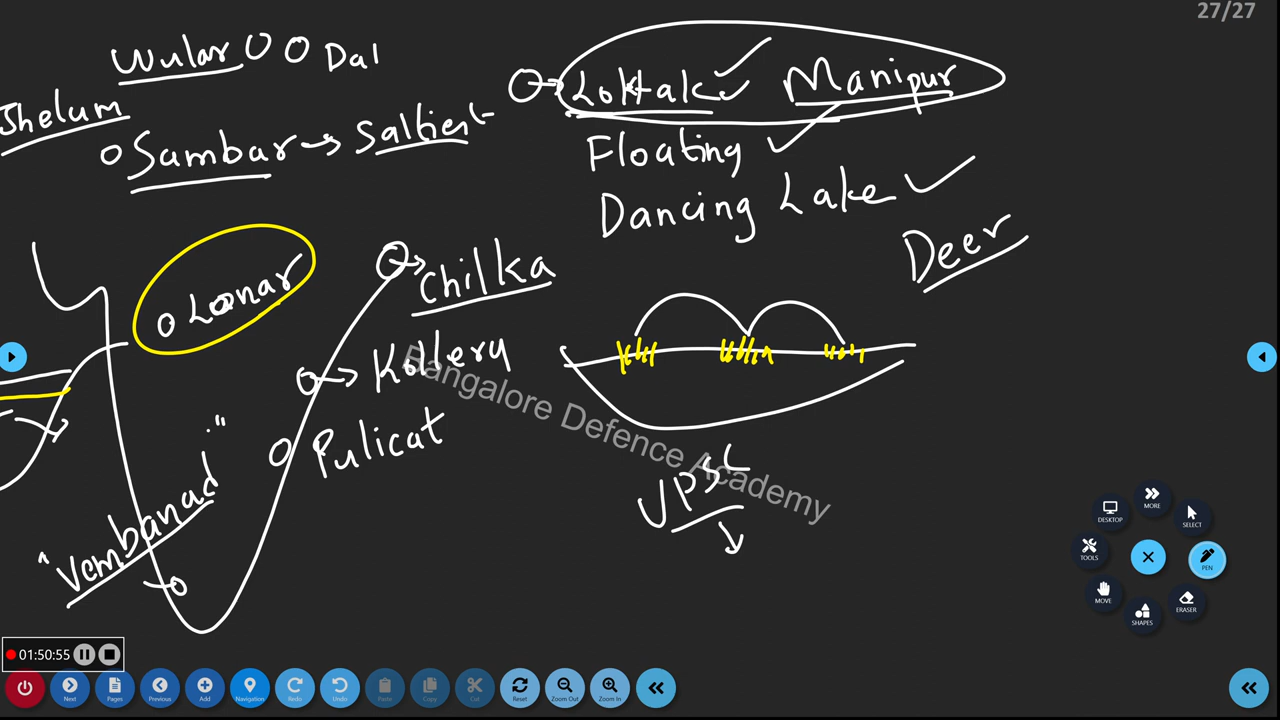 27/27
Wular O O Dal
Jhelum
Sambar → Saltiest
Loktak Manipur
Floating
Dancing Lake
Deer
Lonar
Chilka
Kolleru
Pulicat
"Vembanad"
UPSC
Bangalore Defence Academy
MORE
DESKTOP
SELECT
TOOLS
PEN
MOVE
ERASER
SHAPES
01:50:55
Next
Pages
Previous
Add
Navigation
Redo
Undo
Paste
Copy
Cut
Reset
Zoom Out
Zoom In